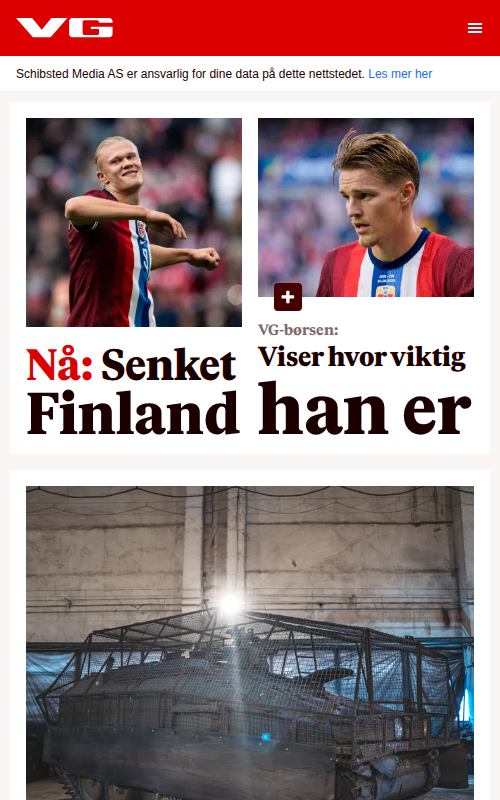 VG
Schibsted Media AS er ansvarlig for dine data på dette nettstedet. Les mer her
Nå: Senket
Finland
VG-børsen:
Viser hvor viktig
han er